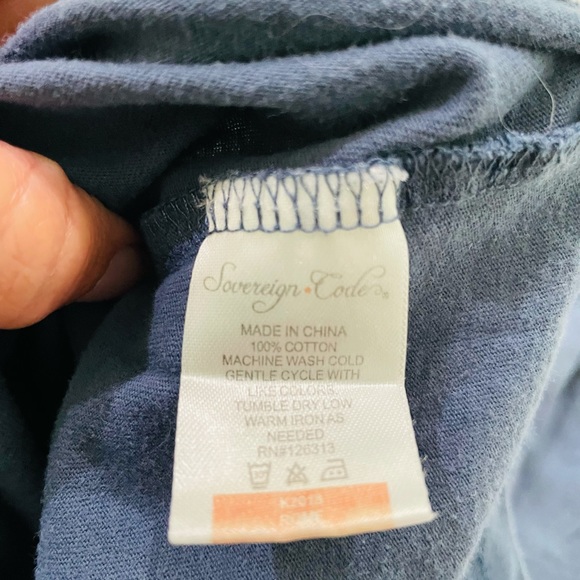 Sovereign • Code®
MADE IN CHINA
100% COTTON
MACHINE WASH COLD
GENTLE CYCLE WITH
LIKE COLORS
TUMBLE DRY LOW
WARM IRON AS
NEEDED
RN#126313